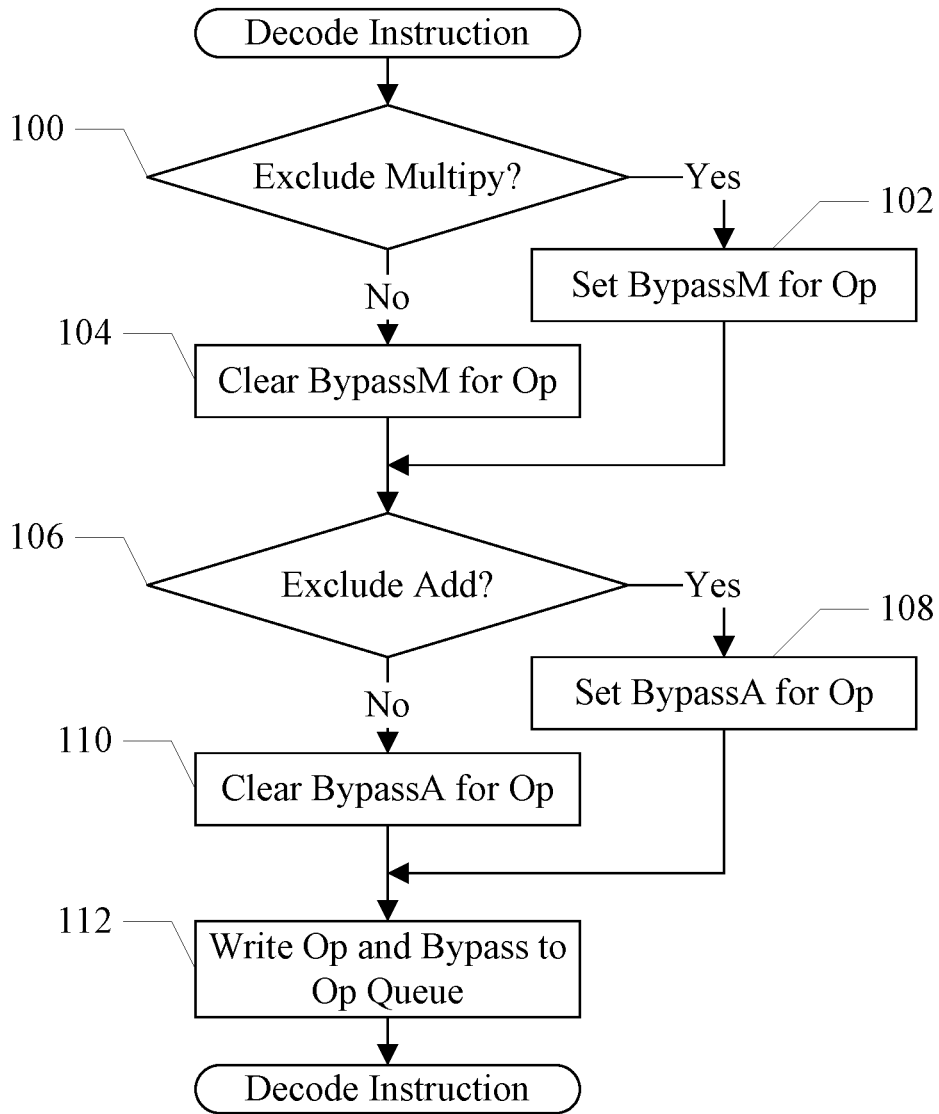 Decode Instruction
100
Exclude Multipy?
Yes
102
Set BypassM for Op
No
104
Clear BypassM for Op
106
Exclude Add?
Yes
108
Set BypassA for Op
No
110
Clear BypassA for Op
112
Write Op and Bypass to
Op Queue
Decode Instruction